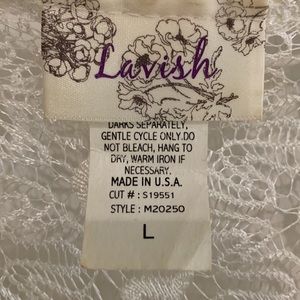 Lavish
DARKS SEPARATELY,
GENTLE CYCLE ONLY.DO
NOT BLEACH, HANG TO
DRY, WARM IRON IF
NECESSARY.
MADE IN U.S.A.
CUT # : S19551
STYLE : M20250
L